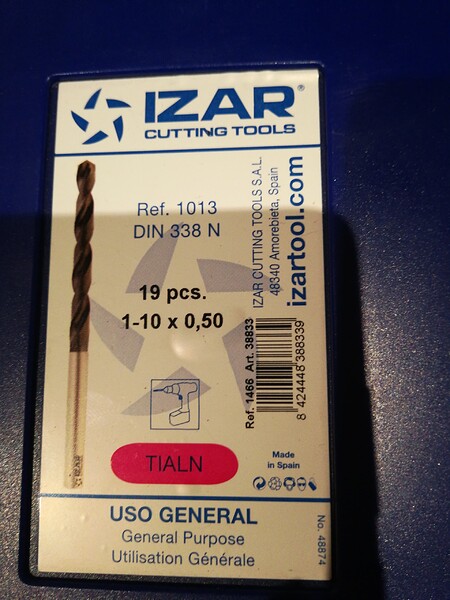 IZAR®
CUTTING TOOLS
Ref. 1013
DIN 338 N
19 pcs.
1-10 x 0,50
IZAR CUTTING TOOLS S.A.L.
48340 Amorebieta, Spain
izartool.com
Ref. 1466 Art. 38833
8 424448 388339
TIALN
Made
in Spain
IZAR
USO GENERAL
General Purpose
Utilisation Générale
No. 48874